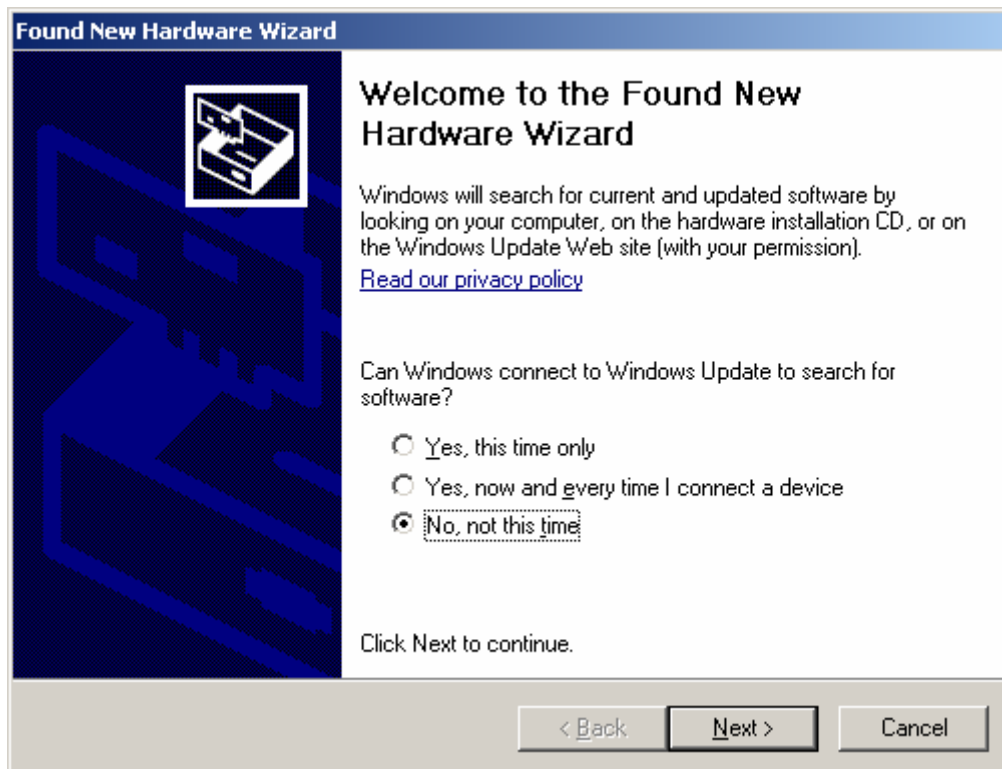 Found New Hardware Wizard
Welcome to the Found New
Hardware Wizard
Windows will search for current and updated software by
looking on your computer, on the hardware installation CD, or on
the Windows Update Web site (with your permission).
Read our privacy policy
Can Windows connect to Windows Update to search for
software?
Yes, this time only
Yes, now and every time I connect a device
No, not this time
Click Next to continue.
< Back Next > Cancel